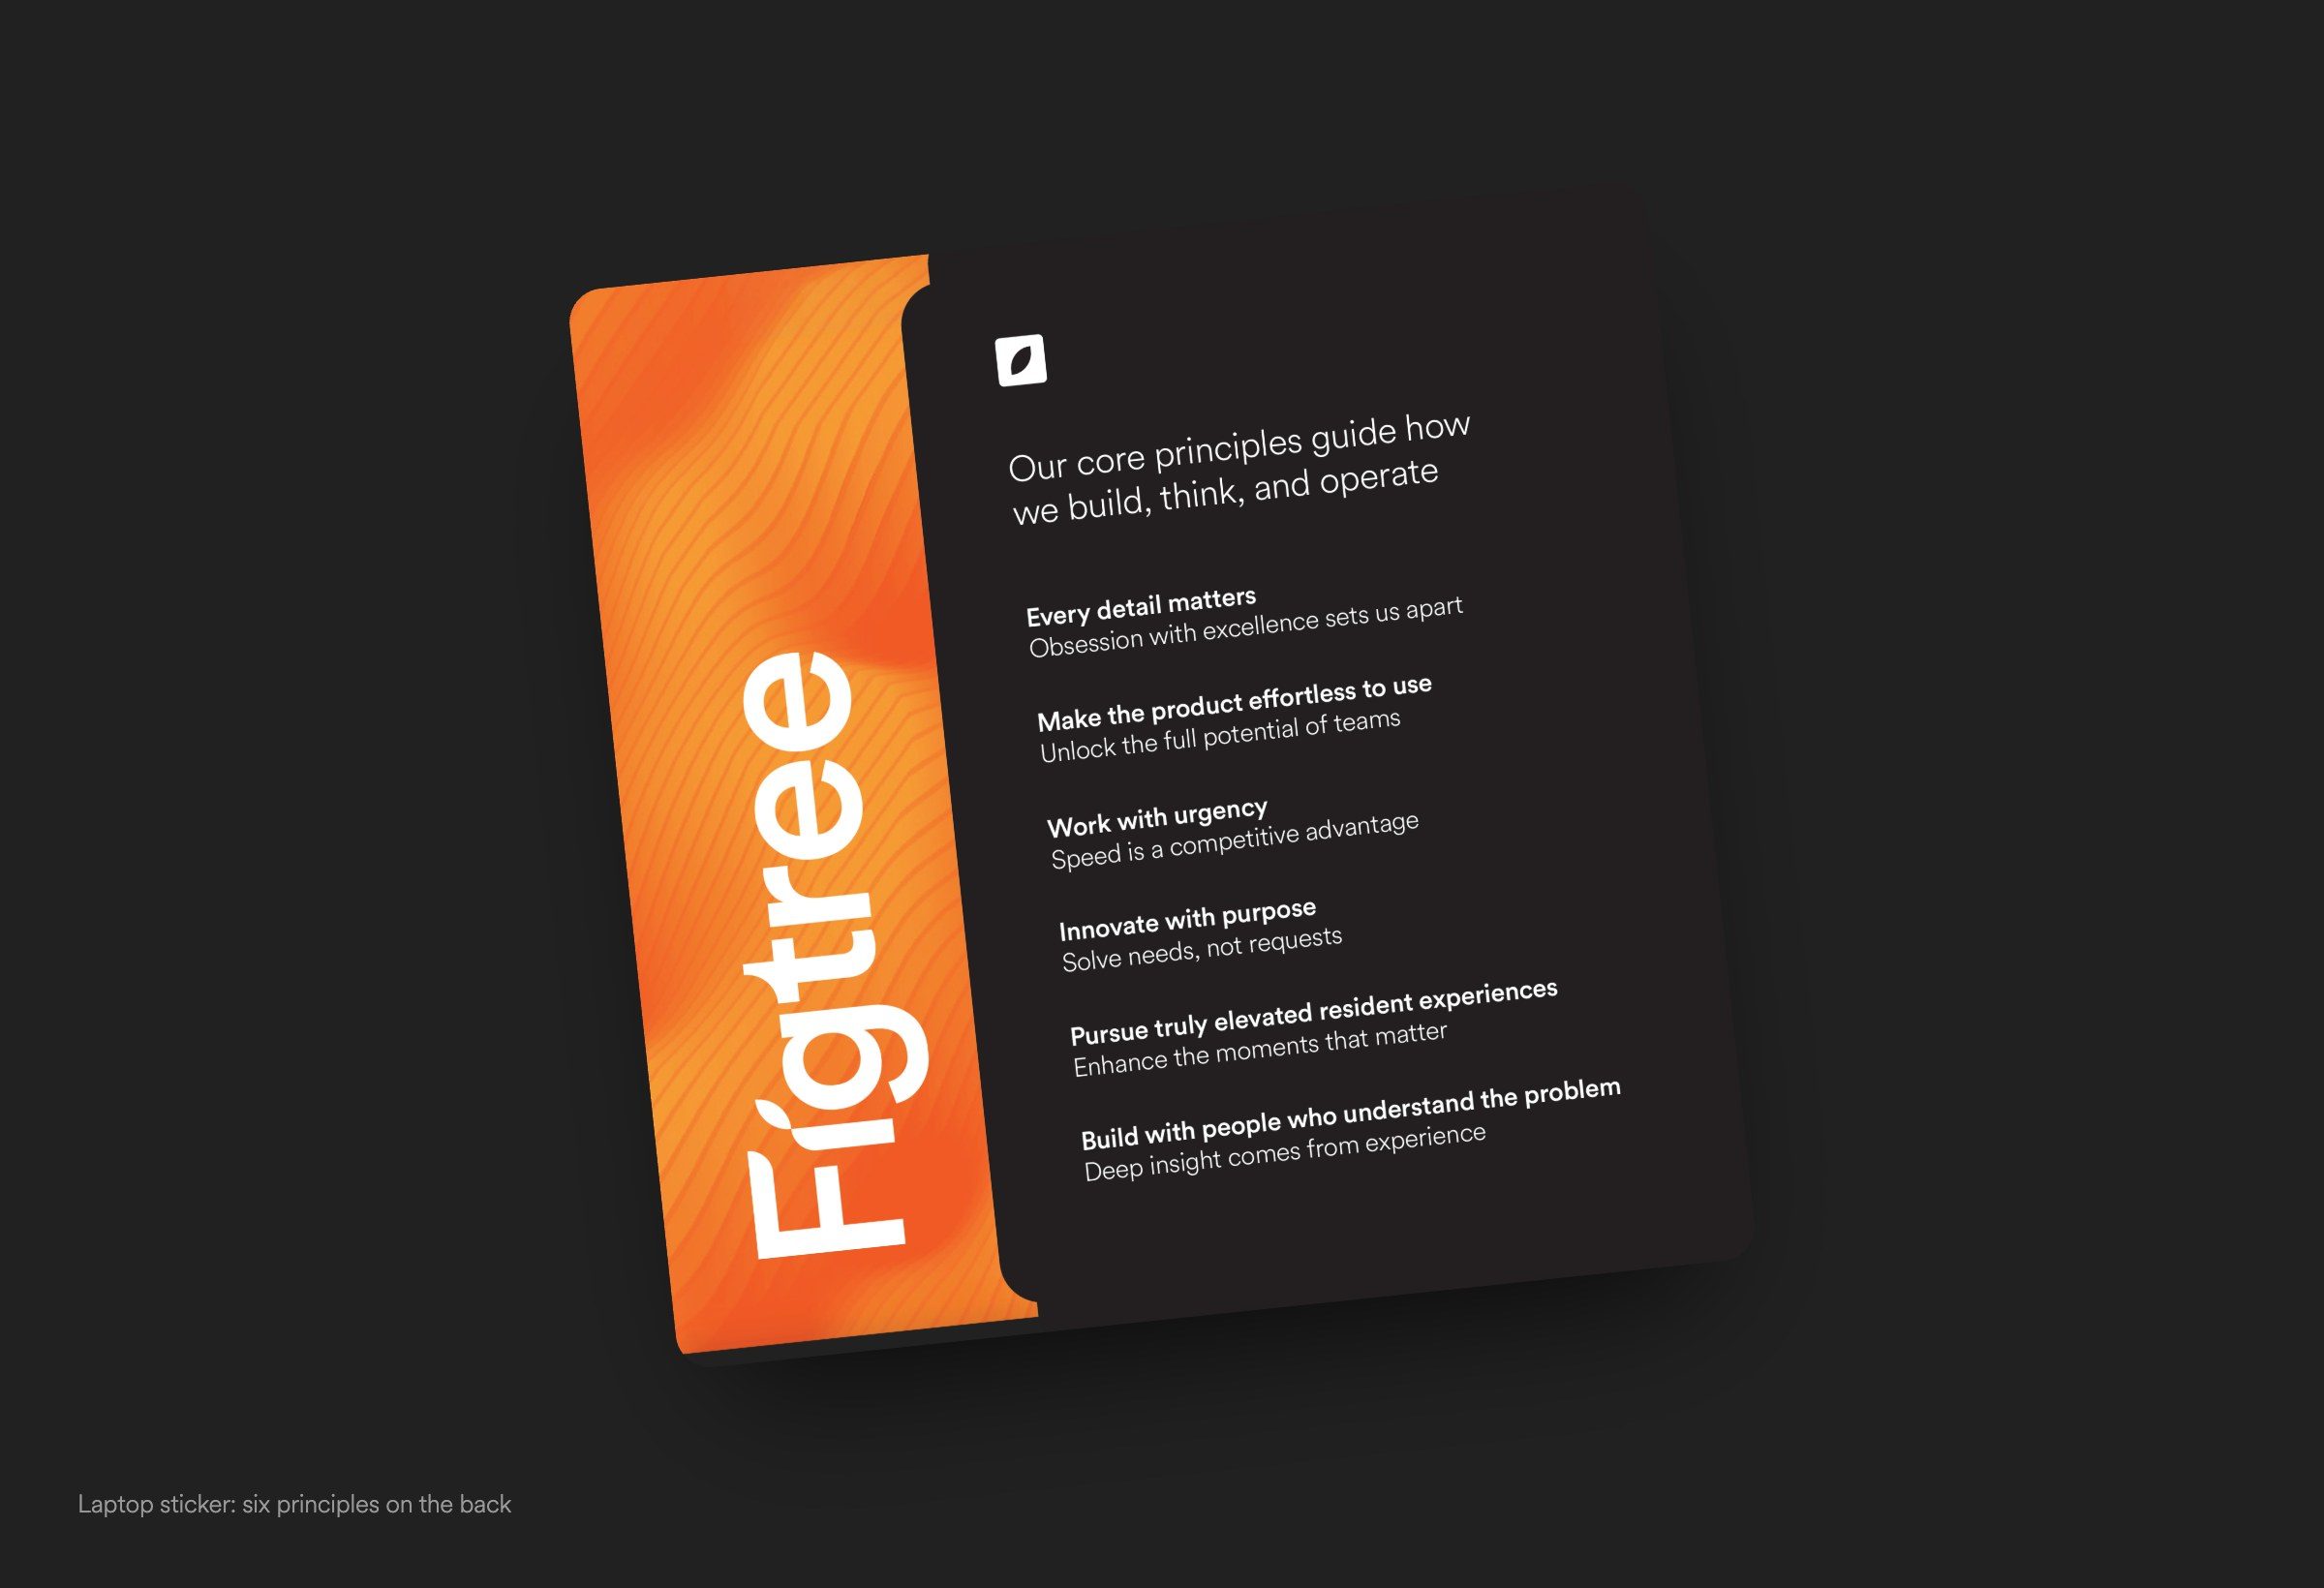 Figtree
Our core principles guide how
we build, think, and operate
Every detail matters
Obsession with excellence sets us apart
Make the product effortless to use
Unlock the full potential of teams
Work with urgency
Speed is a competitive advantage
Innovate with purpose
Solve needs, not requests
Pursue truly elevated resident experiences
Enhance the moments that matter
Build with people who understand the problem
Deep insight comes from experience
Laptop sticker: six principles on the back